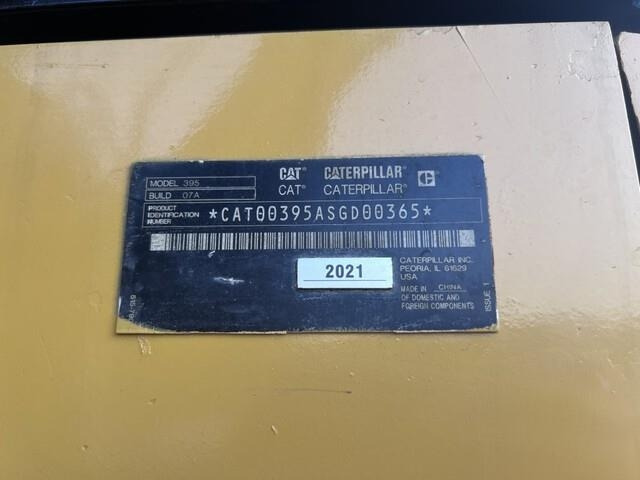 CAT CATERPILLAR C
MODEL 395 CAT® CATERPILLAR®
BUILD 07A
PRODUCT IDENTIFICATION NUMBER *CAT00395ASGD00365*
2021
CATERPILLAR INC.
PEORIA, IL 61629
USA
MADE IN CHINA
OF DOMESTIC AND
FOREIGN COMPONENTS
ISSUE 1